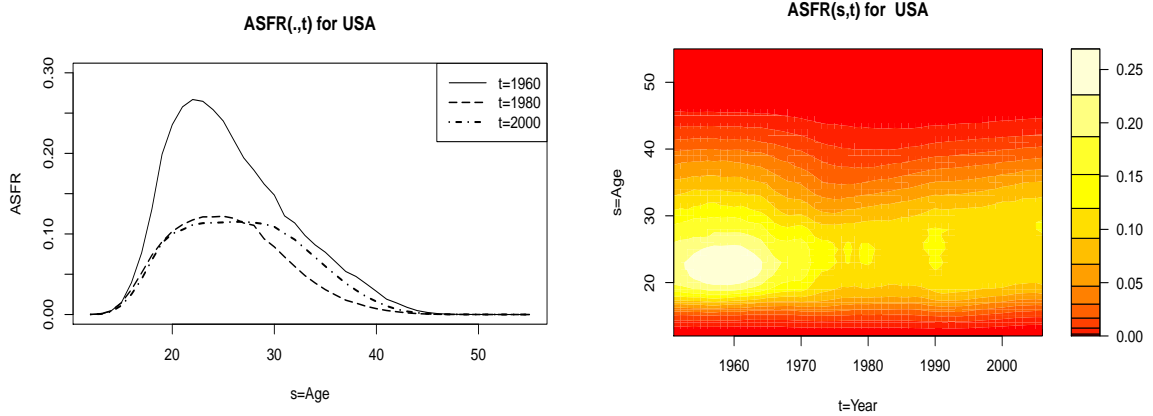 ASFR(.,t) for USA
ASFR
0.00
0.10
0.20
0.30
t=1960
t=1980
t=2000
20
30
40
50
s=Age
ASFR(s,t) for USA
s=Age
20
30
40
50
1960
1970
1980
1990
2000
t=Year
0.25
0.20
0.15
0.10
0.05
0.00